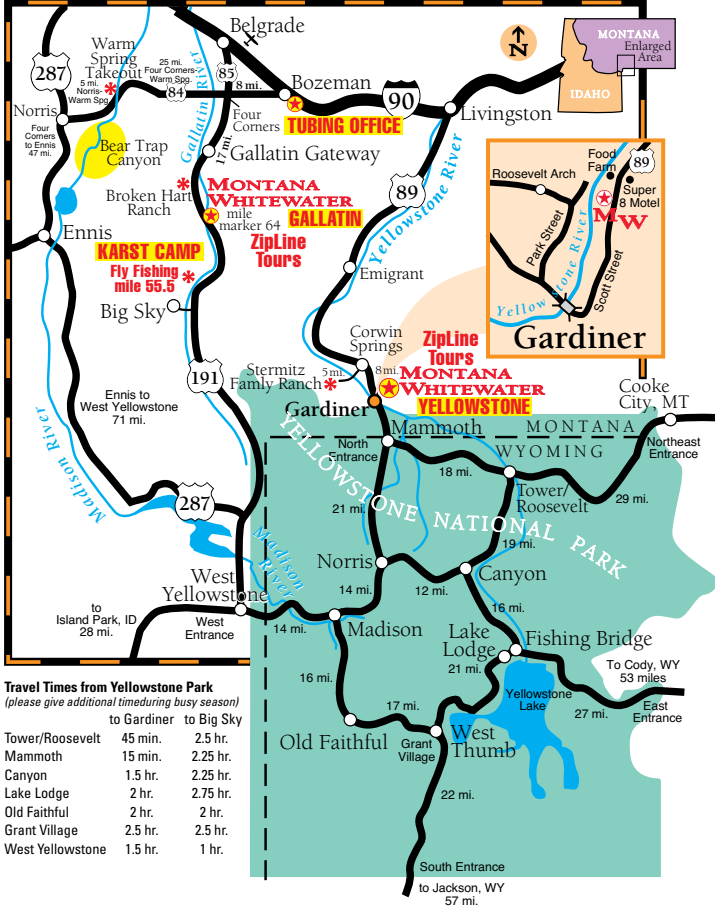 Belgrade
Warm
Spring
Takeout
287
25 mi.
Four Corners-
Warm Spg.
5 mi.
Norris-
Warm Spg.
84
85
8 mi.
Bozeman
TUBING OFFICE
90
Livingston
N
MONTANA
Enlarged
Area
IDAHO
Norris
Four
Corners
to Ennis
47 mi.
Four
Corners
17 mi.
Gallatin River
Bear Trap
Canyon
Gallatin Gateway
Broken Hart
Ranch
MONTANA
WHITEWATER
mile
marker 64
GALLATIN
ZipLine
Tours
89
Yellowstone River
Ennis
KARST CAMP
Fly Fishing
mile 55.5
Big Sky
Emigrant
Food
Farm
89
Roosevelt Arch
Super
8 Motel
MW
Park Street
Yellow stone River
Scott Street
Gardiner
Corwin
Springs
ZipLine
Tours
Stermitz
Famly Ranch
5 mi.
8mi.
MONTANA
WHITEWATER
YELLOWSTONE
191
Gardiner
Cooke
City, MT
Ennis to
West Yellowstone
71 mi.
Madison River
Mammoth
North
Entrance
MONTANA
WYOMING
Northeast
Entrance
18 mi.
Tower/
Roosevelt
29 mi.
YELLOWSTONE NATIONAL PARK
287
21 mi.
19 mi.
Madison
River
Norris
Canyon
14 mi.
12 mi.
16 mi.
West
Yellowstone
to
Island Park, ID
28 mi.
West
Entrance
14 mi.
Madison
Lake
Lodge
Fishing Bridge
21 mi.
16 mi.
To Cody, WY
53 miles
Yellowstone
Lake
27 mi.
East
Entrance
17 mi.
Old Faithful
Grant
Village
West
Thumb
22 mi.
South Entrance
to Jackson, WY
57 mi.
Travel Times from Yellowstone Park
(please give additional timeduring busy season)
to Gardiner to Big Sky
Tower/Roosevelt 45 min. 2.5 hr.
Mammoth 15 min. 2.25 hr.
Canyon 1.5 hr. 2.25 hr.
Lake Lodge 2 hr. 2.75 hr.
Old Faithful 2 hr. 2 hr.
Grant Village 2.5 hr. 2.5 hr.
West Yellowstone 1.5 hr. 1 hr.